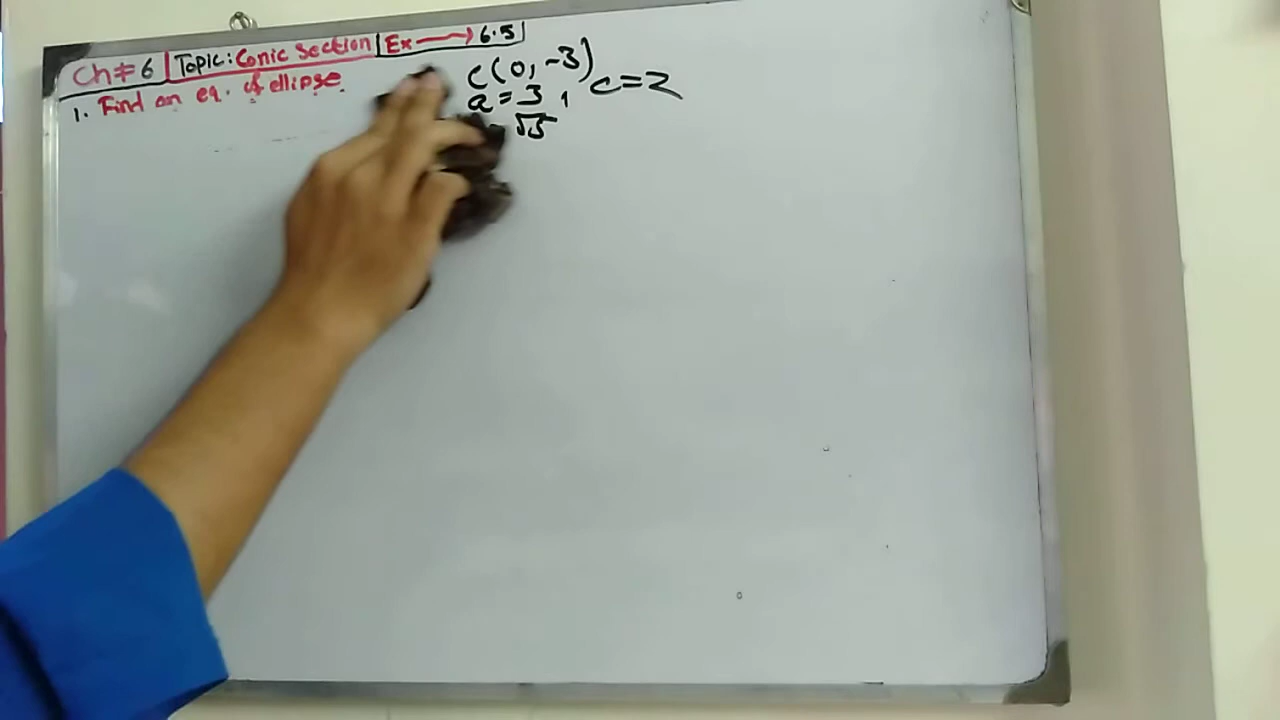 Ch # 6 | Topic: Conic Section | Ex → 6.5
1. Find an eq. of ellipse.
C(0, -3)
a = 3, c = 2
= √5